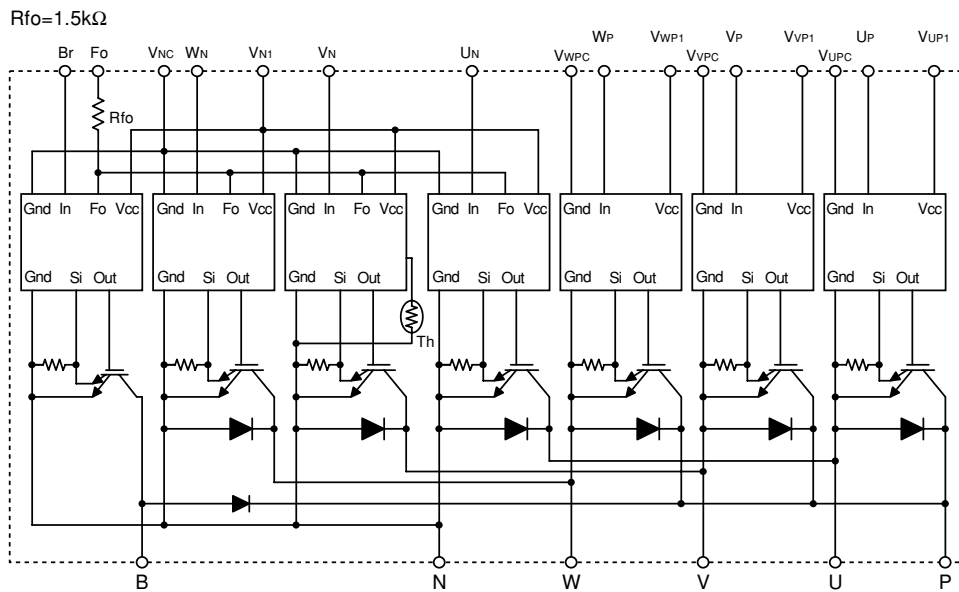 Rfo=1.5kΩ
Br Fo VNC WN VN1 VN UN VWPC WP VWP1 VVPC VP VVP1 VUPC UP VUP1
Rfo
Gnd In Fo Vcc Gnd In Fo Vcc Gnd In Fo Vcc Gnd In Fo Vcc Gnd In Vcc Gnd In Vcc Gnd In Vcc
Gnd Si Out Gnd Si Out Gnd Si Out Gnd Si Out Gnd Si Out Gnd Si Out Gnd Si Out
Th
B N W V U P